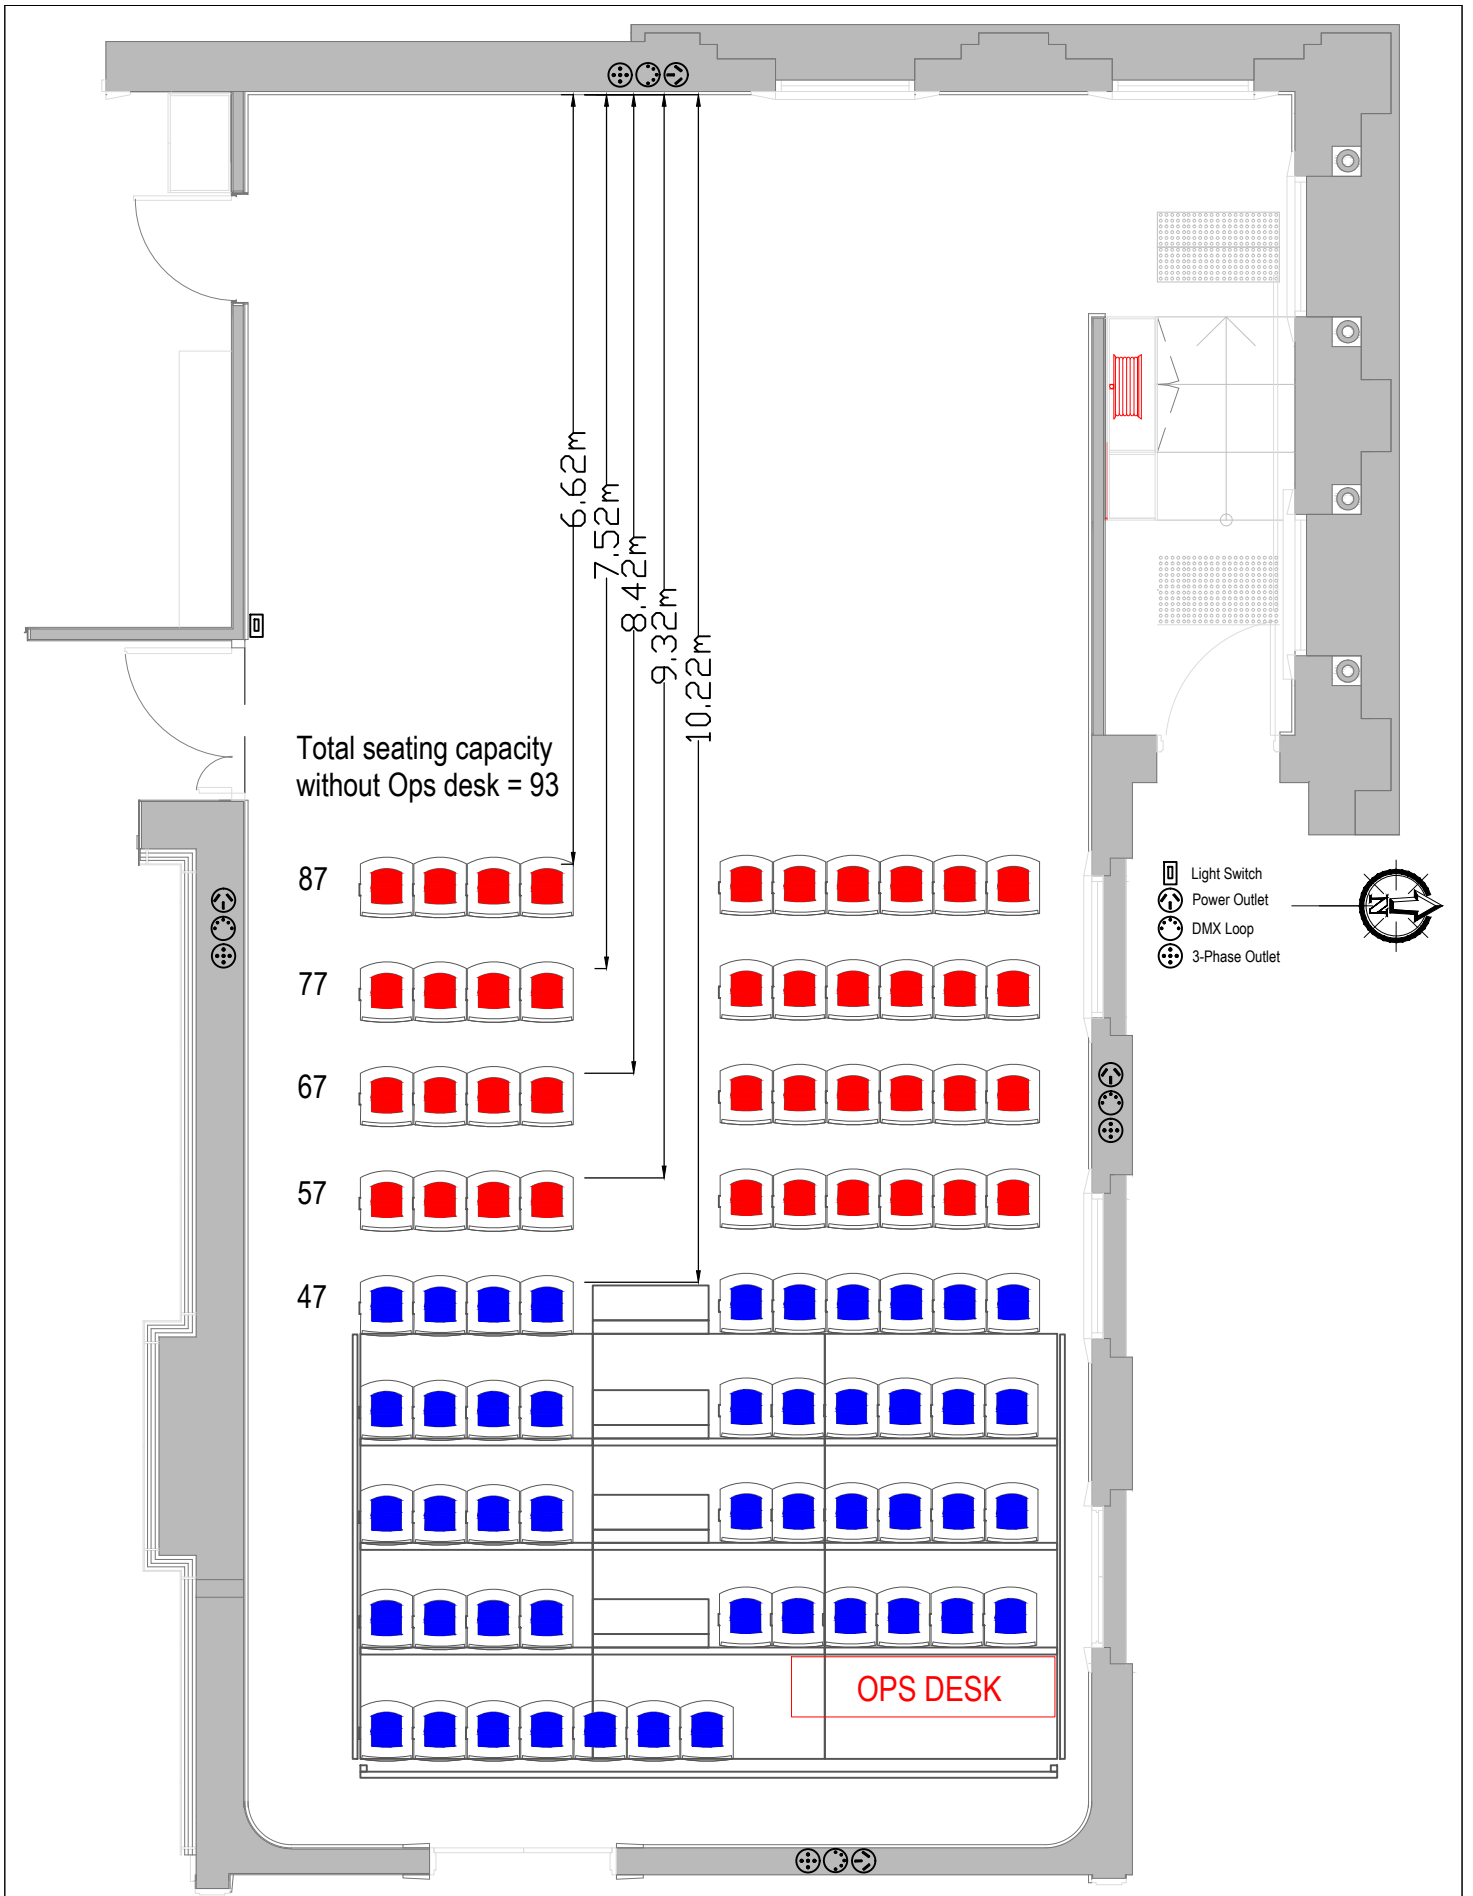 6.62m
7.52m
8.42m
9.32m
10.22m
Total seating capacity
without Ops desk = 93
87
77
67
57
47
Light Switch
Power Outlet
DMX Loop
3-Phase Outlet
N
OPS DESK